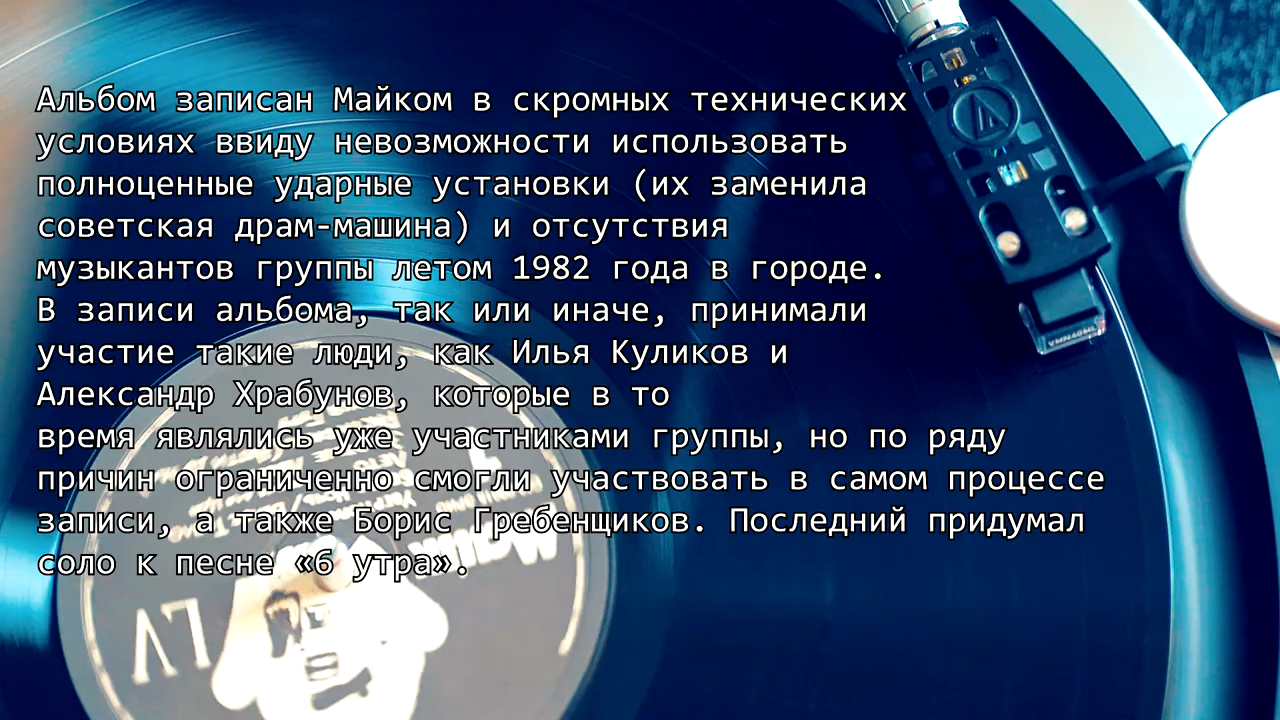 Альбом записан Майком в скромных технических
условиях ввиду невозможности использовать
полноценные ударные установки (их заменила
советская драм-машина) и отсутствия
музыкантов группы летом 1982 года в городе.
В записи альбома, так или иначе, принимали
участие такие люди, как Илья Куликов и
Александр Храбунов, которые в то
время являлись уже участниками группы, но по ряду
причин ограниченно смогли участвовать в самом процессе
записи, а также Борис Гребенщиков. Последний придумал
соло к песне «6 утра».
LV